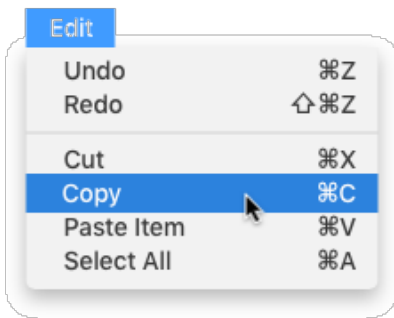 Edit
Undo ⌘Z
Redo ⇧⌘Z
Cut ⌘X
Copy ⌘C
Paste Item ⌘V
Select All ⌘A